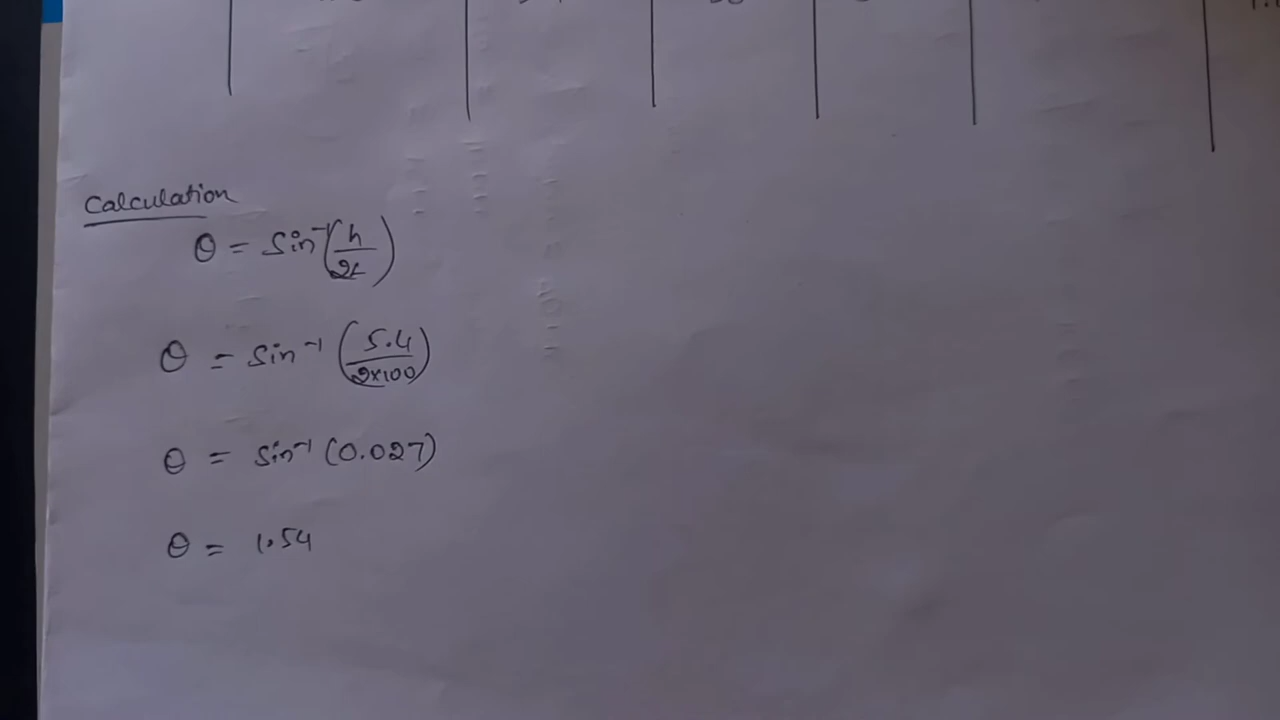 Calculation
θ = Sin⁻¹(h/2L)
θ = Sin⁻¹(5.4/2×100)
θ = Sin⁻¹(0.027)
θ = 1.54